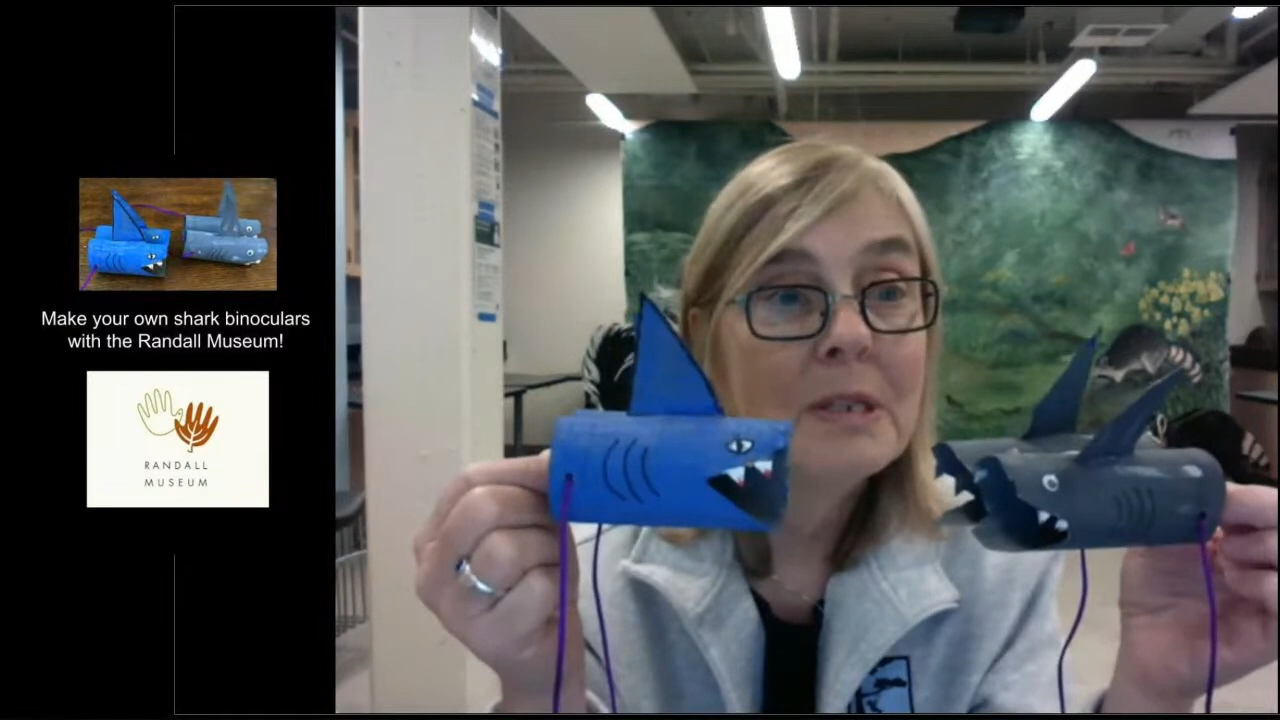 Make your own shark binoculars
with the Randall Museum!
RANDALL
MUSEUM